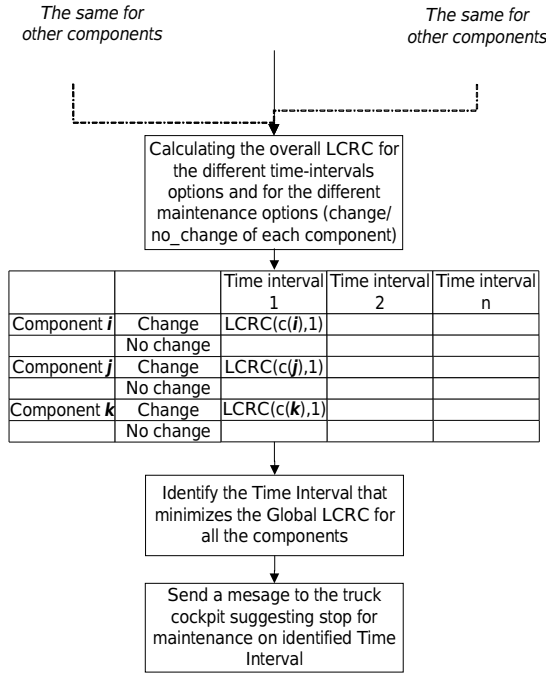 The same for
other components
The same for
other components
Calculating the overall LCRC for
the different time-intervals
options and for the different
maintenance options (change/
no_change of each component)
Time interval
1
Time interval
2
Time interval
n
Component i Change LCRC(c(i),1)
No change
Component j Change LCRC(c(j),1)
No change
Component k Change LCRC(c(k),1)
No change
Identify the Time Interval that
minimizes the Global LCRC for
all the components
Send a message to the truck
cockpit suggesting stop for
maintenance on identified Time
Interval